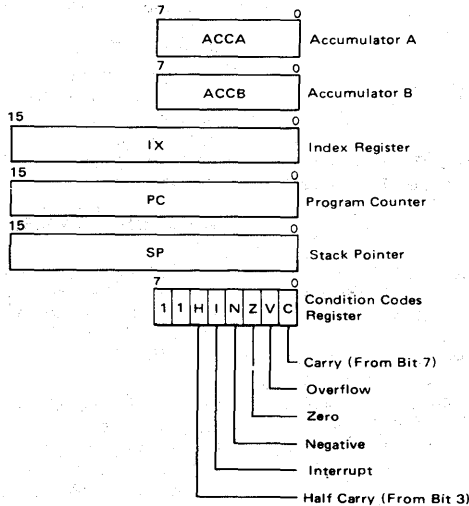 7 0
ACCA Accumulator A
7 0
ACCB Accumulator B
15 0
IX Index Register
15 0
PC Program Counter
15 0
SP Stack Pointer
7 0
1 1 H I N Z V C Condition Codes
Register
Carry (From Bit 7)
Overflow
Zero
Negative
Interrupt
Half Carry (From Bit 3)